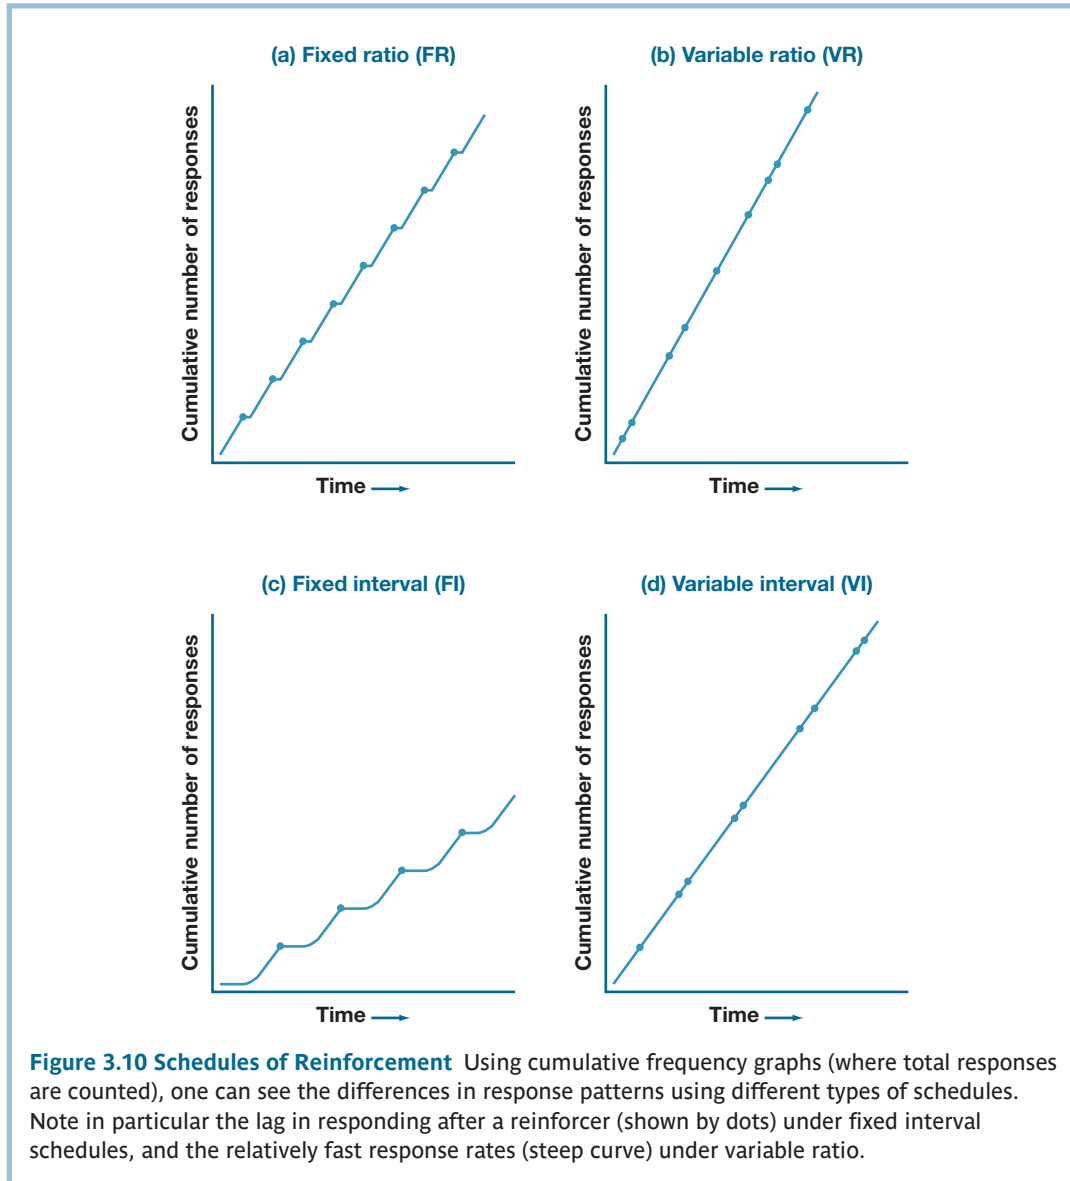 (a) Fixed ratio (FR)
Cumulative number of responses
Time
(b) Variable ratio (VR)
Cumulative number of responses
Time
(c) Fixed interval (FI)
Cumulative number of responses
Time
(d) Variable interval (VI)
Cumulative number of responses
Time
Figure 3.10 Schedules of Reinforcement Using cumulative frequency graphs (where total responses
are counted), one can see the differences in response patterns using different types of schedules.
Note in particular the lag in responding after a reinforcer (shown by dots) under fixed interval
schedules, and the relatively fast response rates (steep curve) under variable ratio.